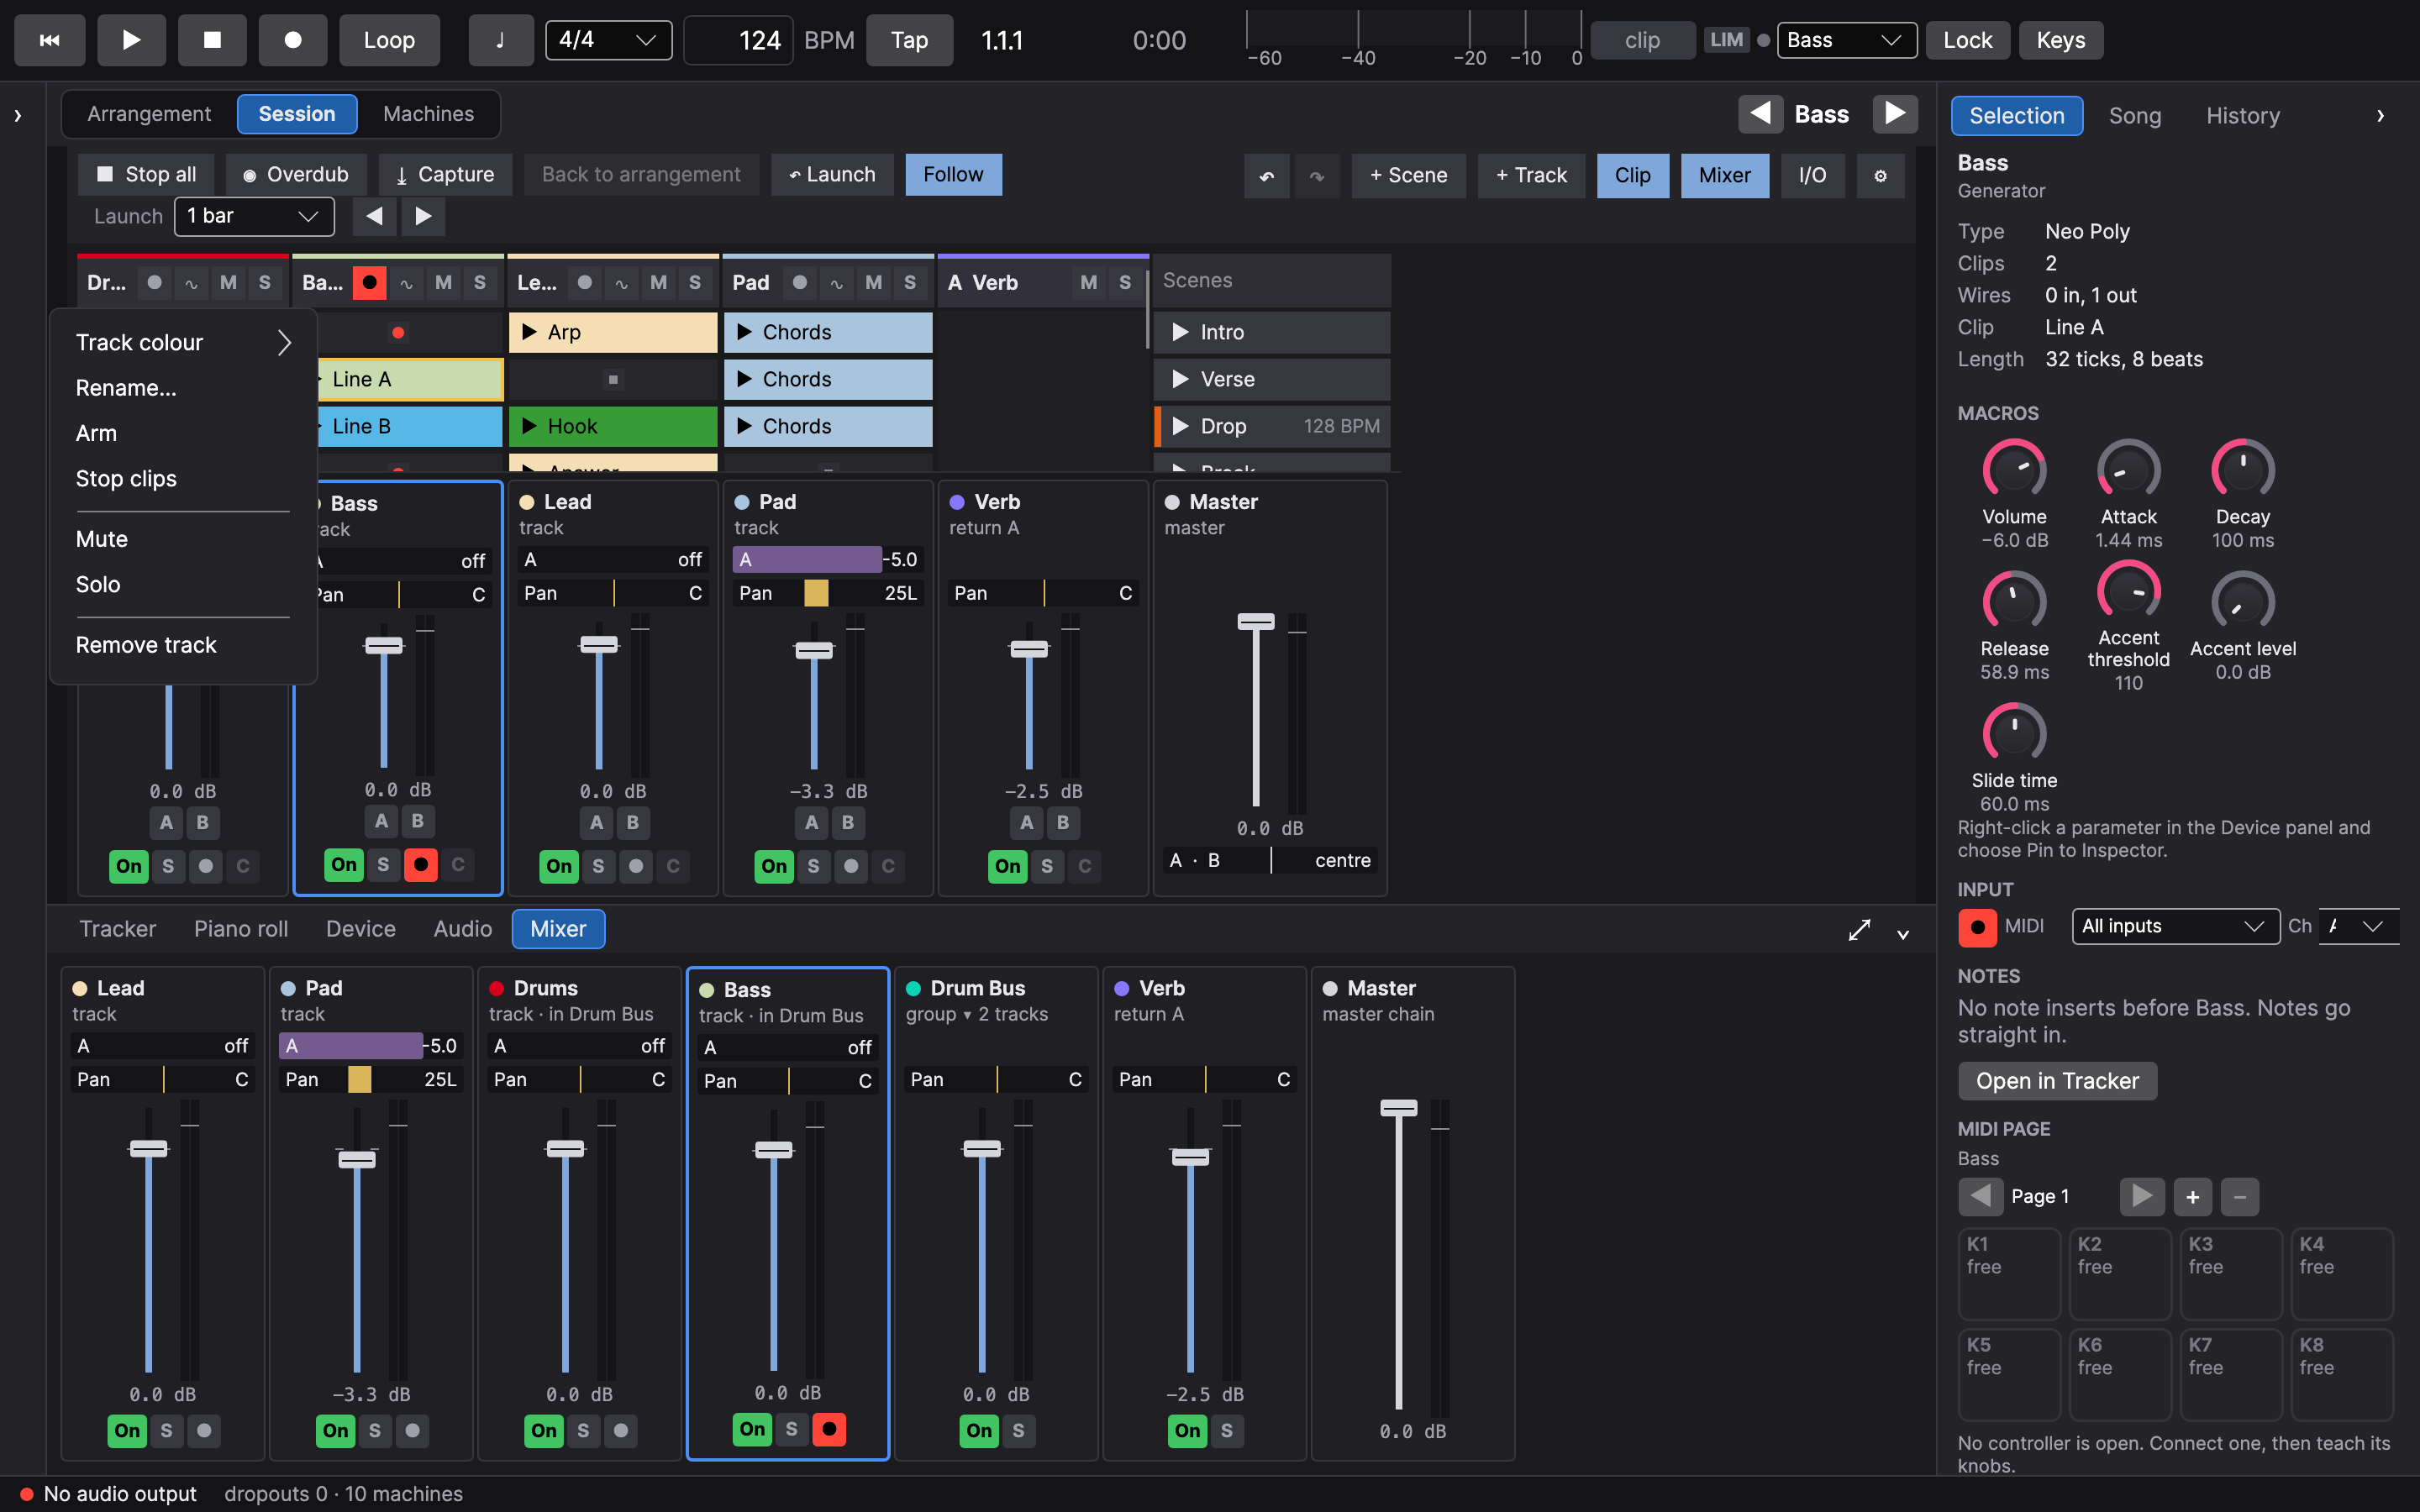 Loop
4/4
124 BPM
Tap
1.1.1
0:00
−60 −40 −20 −10 0
clip
LIM
Bass
Lock
Keys
Arrangement
Session
Machines
Bass
Selection
Song
History
Stop all
Overdub
Capture
Back to arrangement
Launch
Follow
+ Scene
+ Track
Clip
Mixer
I/O
Launch 1 bar
Dr... M S
Ba... M S
Le... M S
Pad M S
A Verb M S
Scenes
Track colour
Rename...
Arm
Stop clips
Mute
Solo
Remove track
Arp
Chords
Intro
Line A
Chords
Verse
Line B
Hook
Chords
Drop 128 BPM
Bass
Lead
track
Pad
track
Verb
return A
Master
master
off
A off
A -5.0
Pan C
Pan 25L
Pan C
C
0.0 dB
0.0 dB
0.0 dB
−3.3 dB
−2.5 dB
0.0 dB
A B
A B
A B
A B
A B
A · B centre
On S C
On S C
On S C
On S C
On S C
Tracker
Piano roll
Device
Audio
Mixer
Lead
track
A off
Pan C
0.0 dB
On S
Pad
track
A -5.0
Pan 25L
−3.3 dB
On S
Drums
track · in Drum Bus
A off
Pan C
0.0 dB
On S
Bass
track · in Drum Bus
A off
Pan C
0.0 dB
On S
Drum Bus
group ▾ 2 tracks
Pan C
0.0 dB
On S
Verb
return A
Pan C
−2.5 dB
On S
Master
master chain
0.0 dB
Bass
Generator
Type Neo Poly
Clips 2
Wires 0 in, 1 out
Clip Line A
Length 32 ticks, 8 beats
MACROS
Volume
−6.0 dB
Attack
1.44 ms
Decay
100 ms
Release
58.9 ms
Accent
threshold
110
Accent level
0.0 dB
Slide time
60.0 ms
Right-click a parameter in the Device panel and
choose Pin to Inspector.
INPUT
MIDI All inputs Ch
NOTES
No note inserts before Bass. Notes go
straight in.
Open in Tracker
MIDI PAGE
Bass
Page 1 + −
K1
free
K2
free
K3
free
K4
free
K5
free
K6
free
K7
free
K8
free
No controller is open. Connect one, then teach its
knobs.
No audio output dropouts 0 · 10 machines